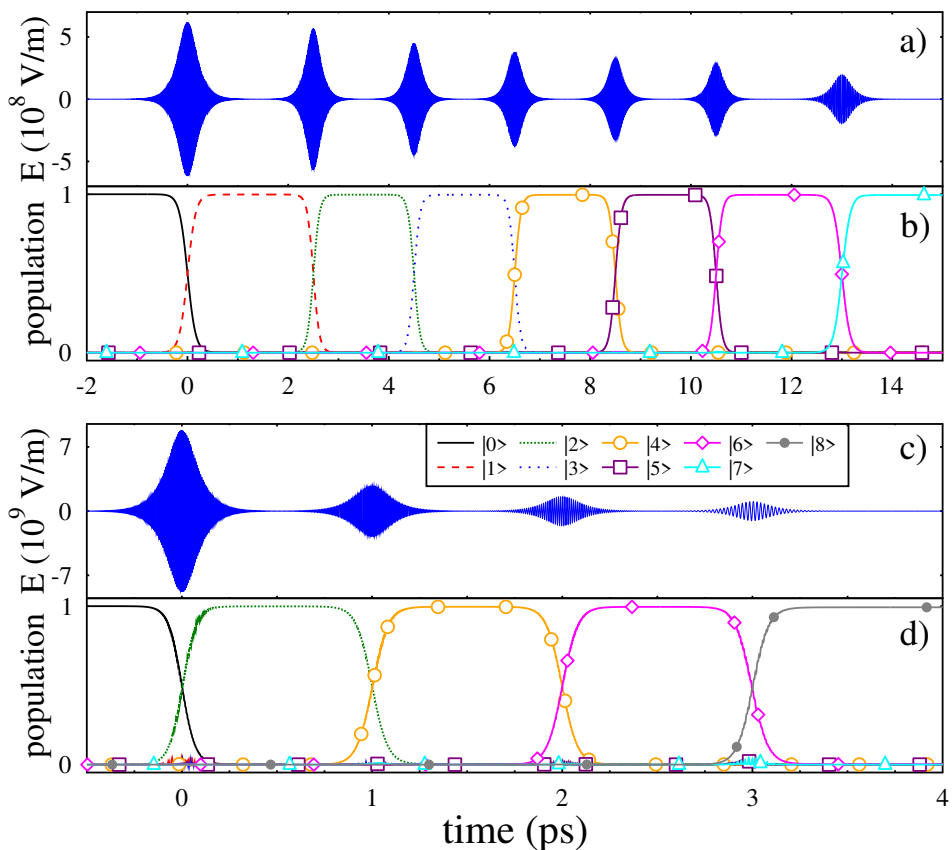 a)
E (10^8 V/m)
5
0
-5
b)
population
1
0
-2 0 2 4 6 8 10 12 14
c)
E (10^9 V/m)
7
0
-7
|0> |2> |4> |6> |8>
|1> |3> |5> |7>
d)
population
1
0
0 1 2 3 4
time (ps)